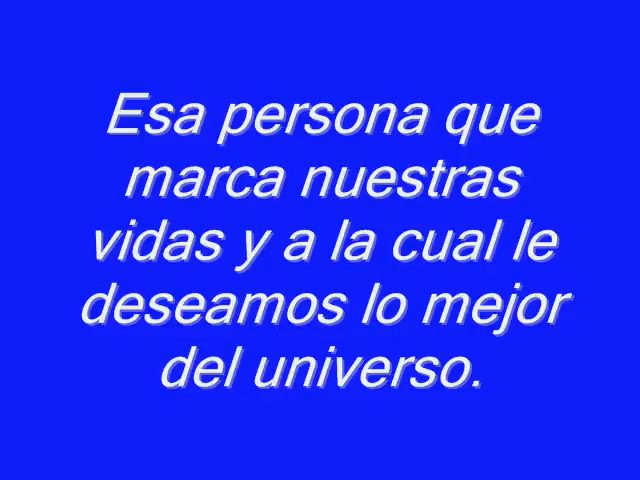 Esa persona que
marca nuestras
vidas y a la cual le
deseamos lo mejor
del universo.